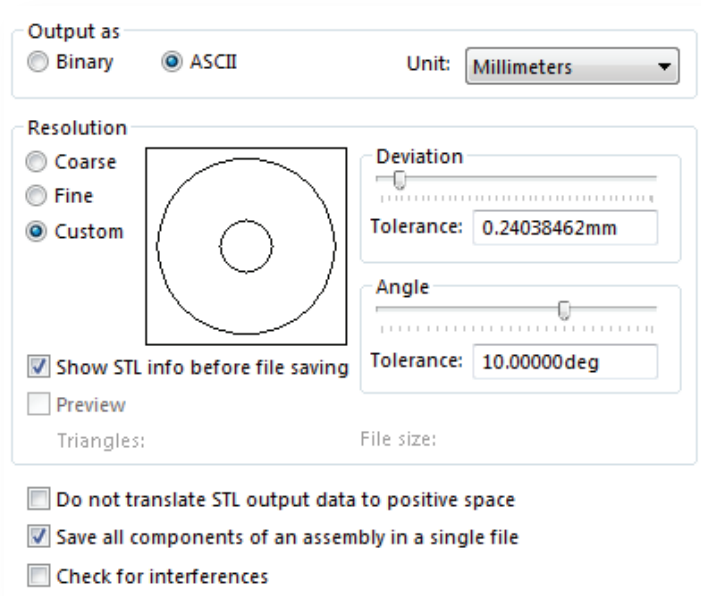 Output as
Binary ASCII Unit: Millimeters
Resolution
Coarse
Fine
Custom
Deviation
Tolerance: 0.24038462mm
Angle
Tolerance: 10.00000deg
Show STL info before file saving
Preview
Triangles: File size:
Do not translate STL output data to positive space
Save all components of an assembly in a single file
Check for interferences